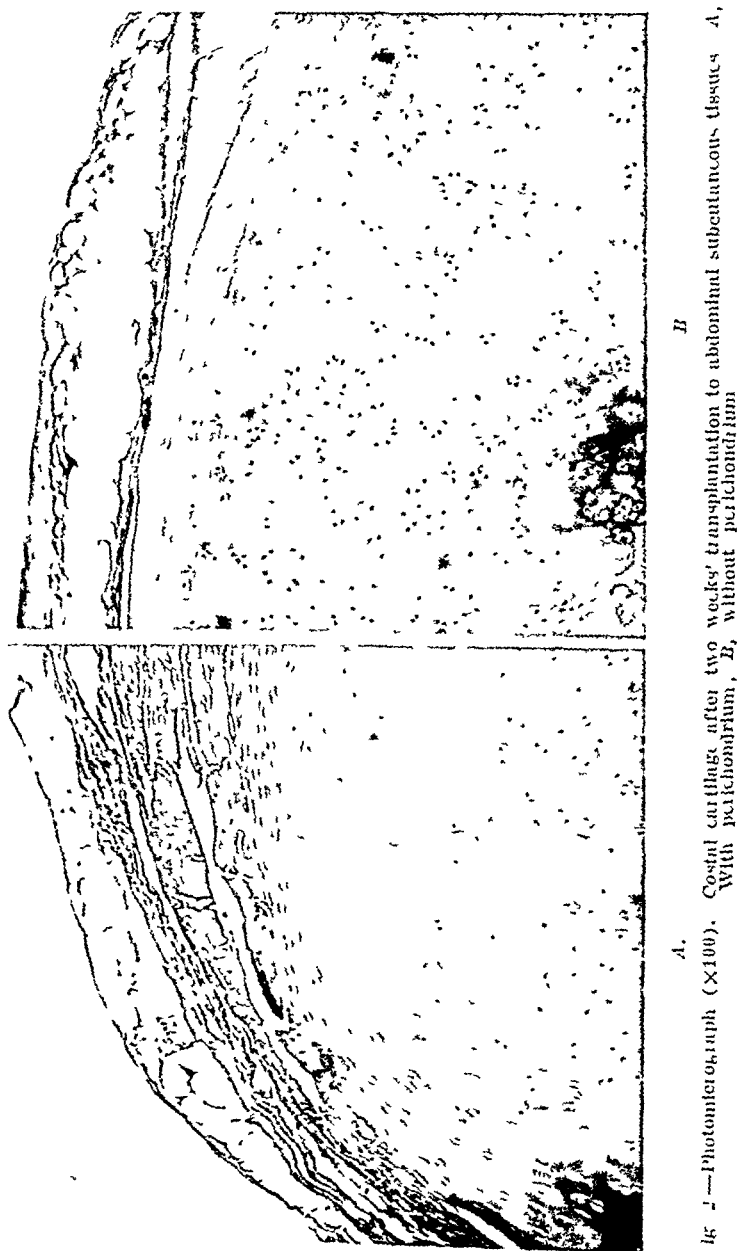 A.
B
—Photomicrograph (×100). Costal cartilage after two weeks' transplantation to abdominal subcutaneous tissues A,
With perichondrium, B, without perichondrium